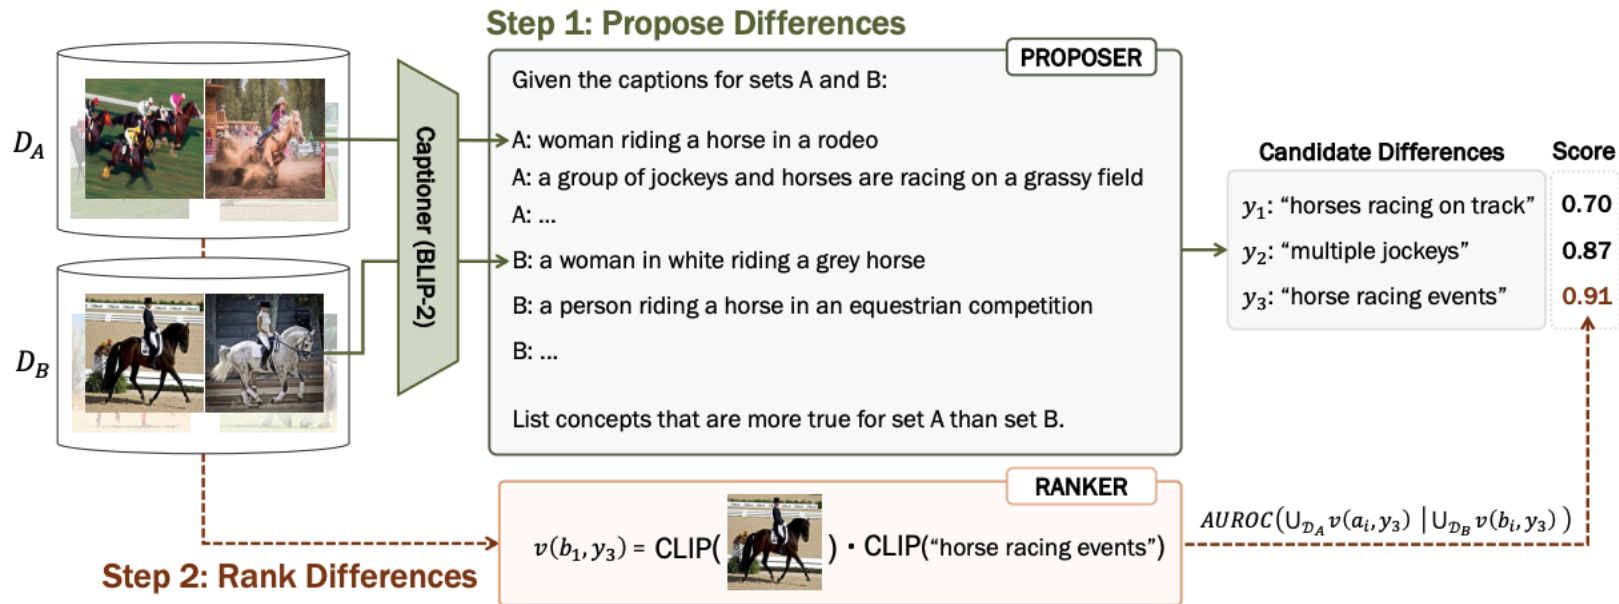 Step 1: Propose Differences
PROPOSER
Given the captions for sets A and B:
D_A
Captioner (BLIP-2)
A: woman riding a horse in a rodeo
A: a group of jockeys and horses are racing on a grassy field
A: ...
B: a woman in white riding a grey horse
B: a person riding a horse in an equestrian competition
B: ...
List concepts that are more true for set A than set B.
D_B
Candidate Differences Score
y₁: “horses racing on track” 0.70
y₂: “multiple jockeys” 0.87
y₃: “horse racing events” 0.91
RANKER
v(b₁, y₃) = CLIP( ) · CLIP(“horse racing events”)
AUROC(∪_{𝒟_A} v(aᵢ, y₃) | ∪_{𝒟_B} v(bᵢ, y₃) )
Step 2: Rank Differences